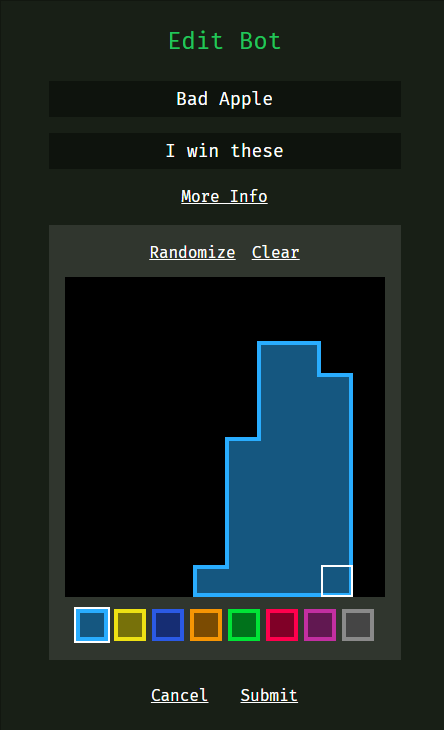 Edit Bot
Bad Apple
I win these
More Info
Randomize Clear
Cancel Submit